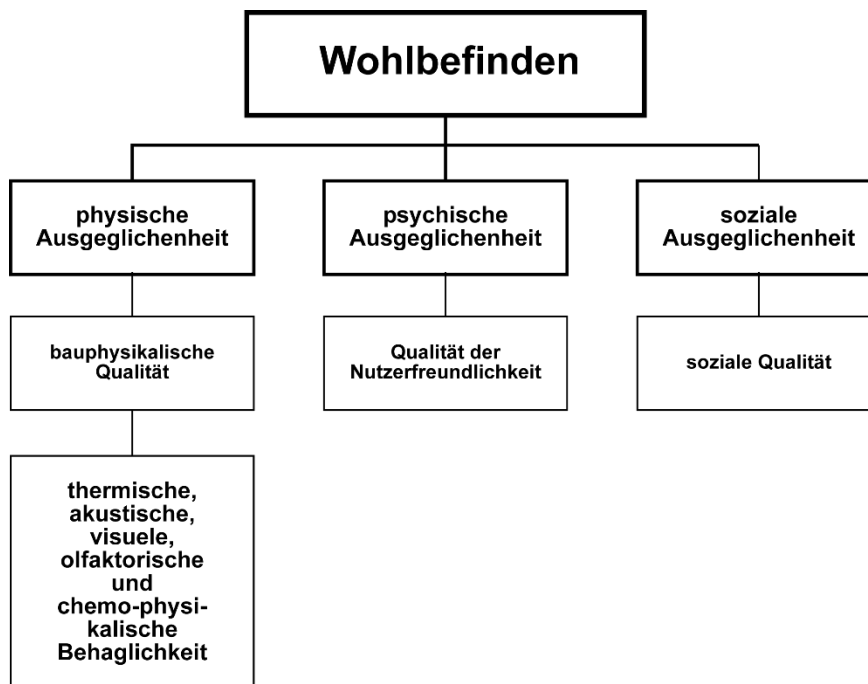 Wohlbefinden
physische
Ausgeglichenheit
psychische
Ausgeglichenheit
soziale
Ausgeglichenheit
bauphysikalische
Qualität
Qualität der
Nutzerfreundlichkeit
soziale Qualität
thermische,
akustische,
visuele,
olfaktorische
und
chemo-physi-
kalische
Behaglichkeit